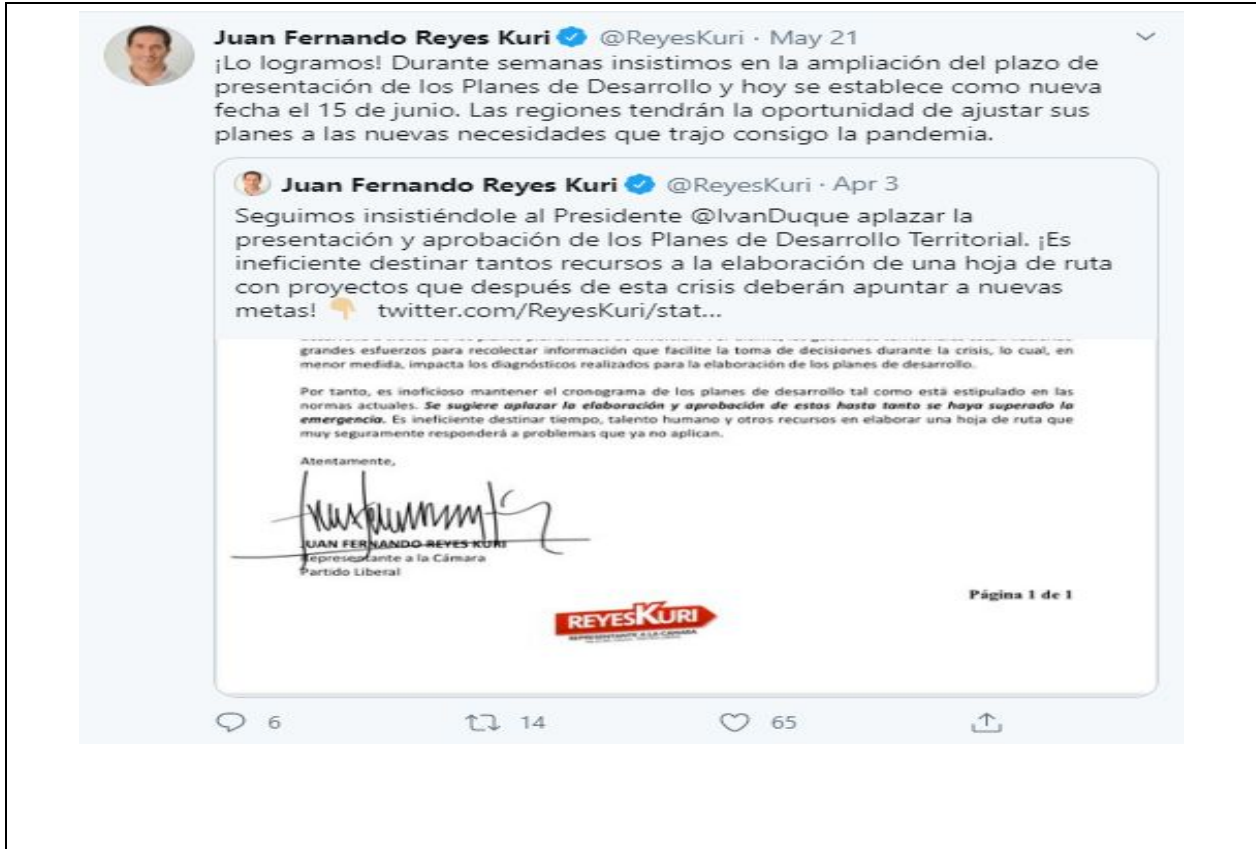 Juan Fernando Reyes Kuri @ReyesKuri · May 21
¡Lo logramos! Durante semanas insistimos en la ampliación del plazo de
presentación de los Planes de Desarrollo y hoy se establece como nueva
fecha el 15 de junio. Las regiones tendrán la oportunidad de ajustar sus
planes a las nuevas necesidades que trajo consigo la pandemia.
Juan Fernando Reyes Kuri @ReyesKuri · Apr 3
Seguimos insistiéndole al Presidente @IvanDuque aplazar la
presentación y aprobación de los Planes de Desarrollo Territorial. ¡Es
ineficiente destinar tantos recursos a la elaboración de una hoja de ruta
con proyectos que después de esta crisis deberán apuntar a nuevas
metas! 👇🏼 twitter.com/ReyesKuri/stat...
grandes esfuerzos para recolectar información que facilite la toma de decisiones durante la crisis, lo cual, en
menor medida, impacta los diagnósticos realizados para la elaboración de los planes de desarrollo.
Por tanto, es inoficioso mantener el cronograma de los planes de desarrollo tal como está estipulado en las
normas actuales. Se sugiere aplazar la elaboración y aprobación de estos hasta tanto se haya superado la
emergencia. Es ineficiente destinar tiempo, talento humano y otros recursos en elaborar una hoja de ruta que
muy seguramente responderá a problemas que ya no aplican.
Atentamente,
JUAN FERNANDO REYES KURI
Representante a la Cámara
Partido Liberal
Página 1 de 1
REYESKURI
REPRESENTANTE A LA CÁMARA
6 14 65